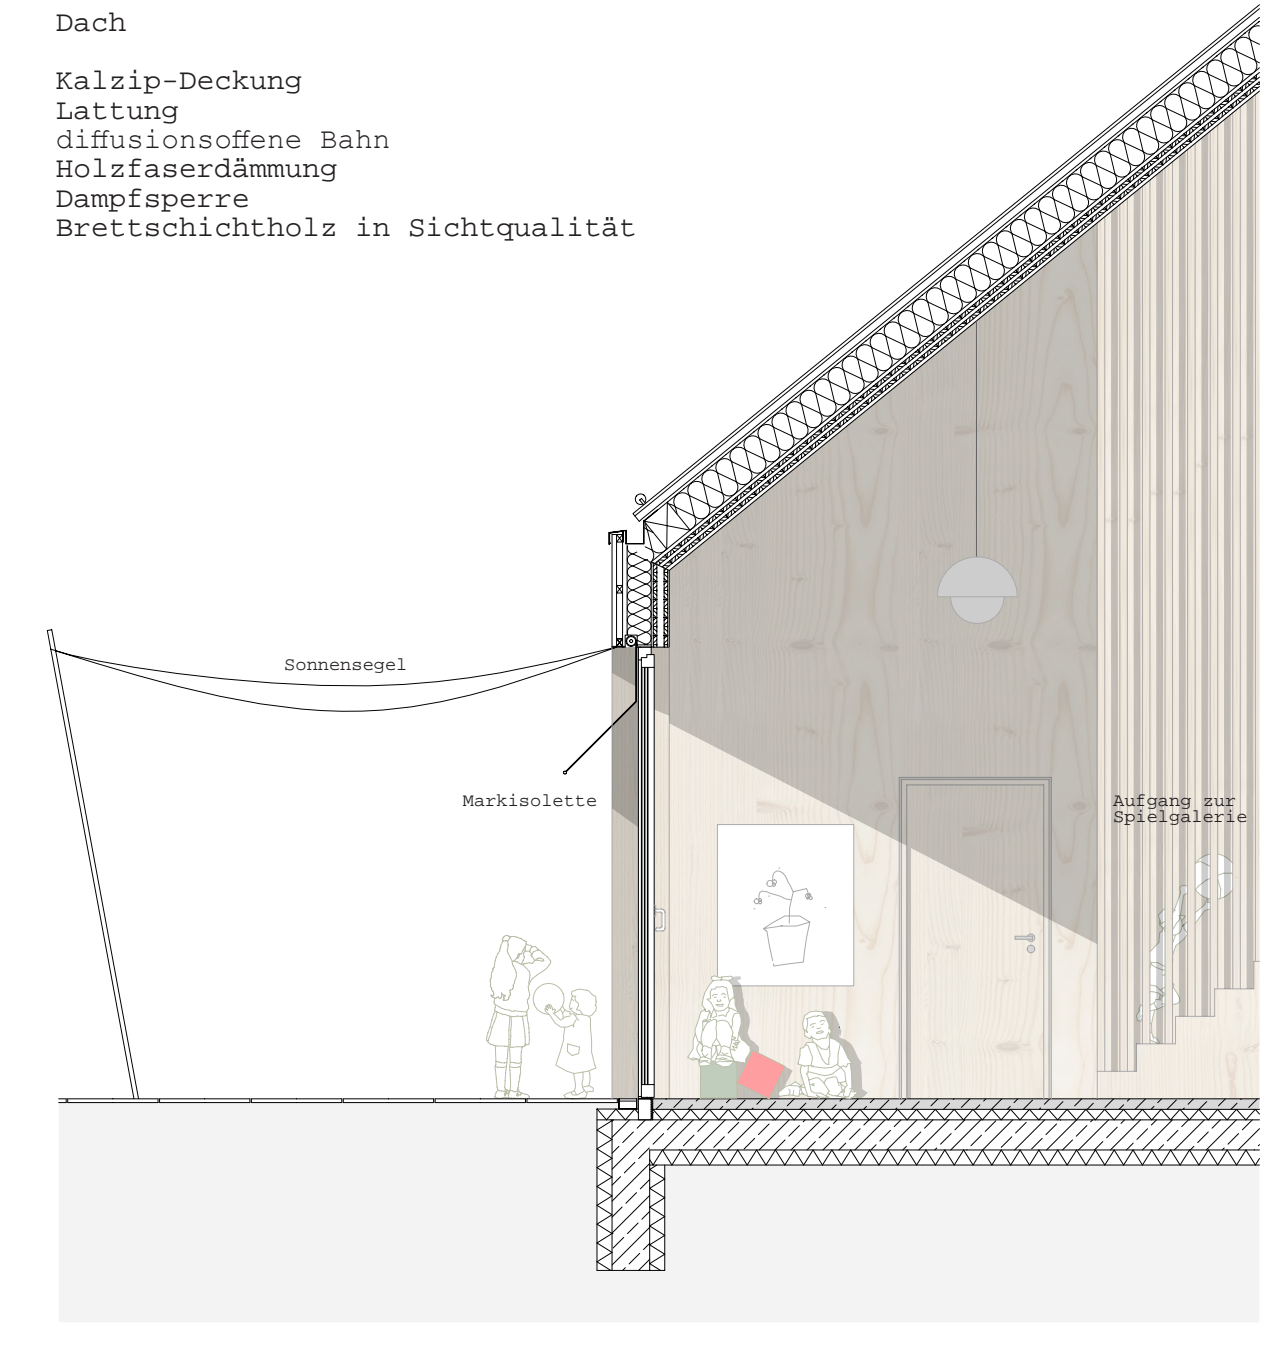 Dach
Kalzip-Deckung
Lattung
diffusionsoffene Bahn
Holzfaserdämmung
Dampfsperre
Brettschichtholz in Sichtqualität
Sonnensegel
Markisolette
Aufgang zur
Spielgalerie